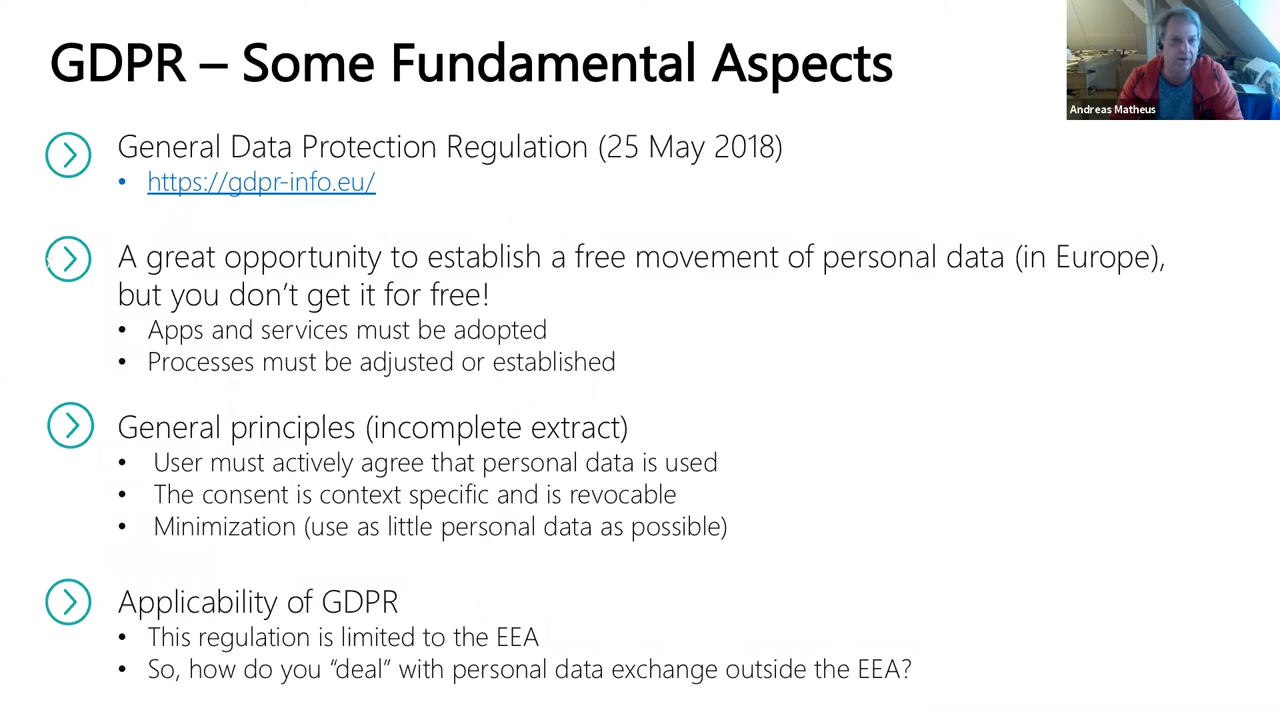 GDPR – Some Fundamental Aspects
Andreas Matheus
General Data Protection Regulation (25 May 2018)
• https://gdpr-info.eu/
A great opportunity to establish a free movement of personal data (in Europe),
but you don’t get it for free!
• Apps and services must be adopted
• Processes must be adjusted or established
General principles (incomplete extract)
• User must actively agree that personal data is used
• The consent is context specific and is revocable
• Minimization (use as little personal data as possible)
Applicability of GDPR
• This regulation is limited to the EEA
• So, how do you “deal” with personal data exchange outside the EEA?